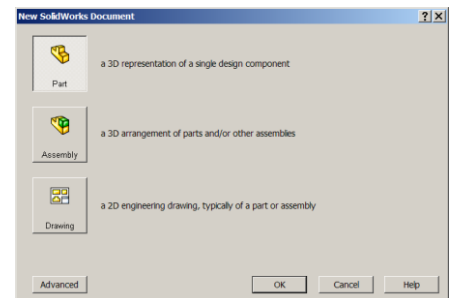 New SolidWorks Document
Part
a 3D representation of a single design component
Assembly
a 3D arrangement of parts and/or other assemblies
Drawing
a 2D engineering drawing, typically of a part or assembly
Advanced OK Cancel Help